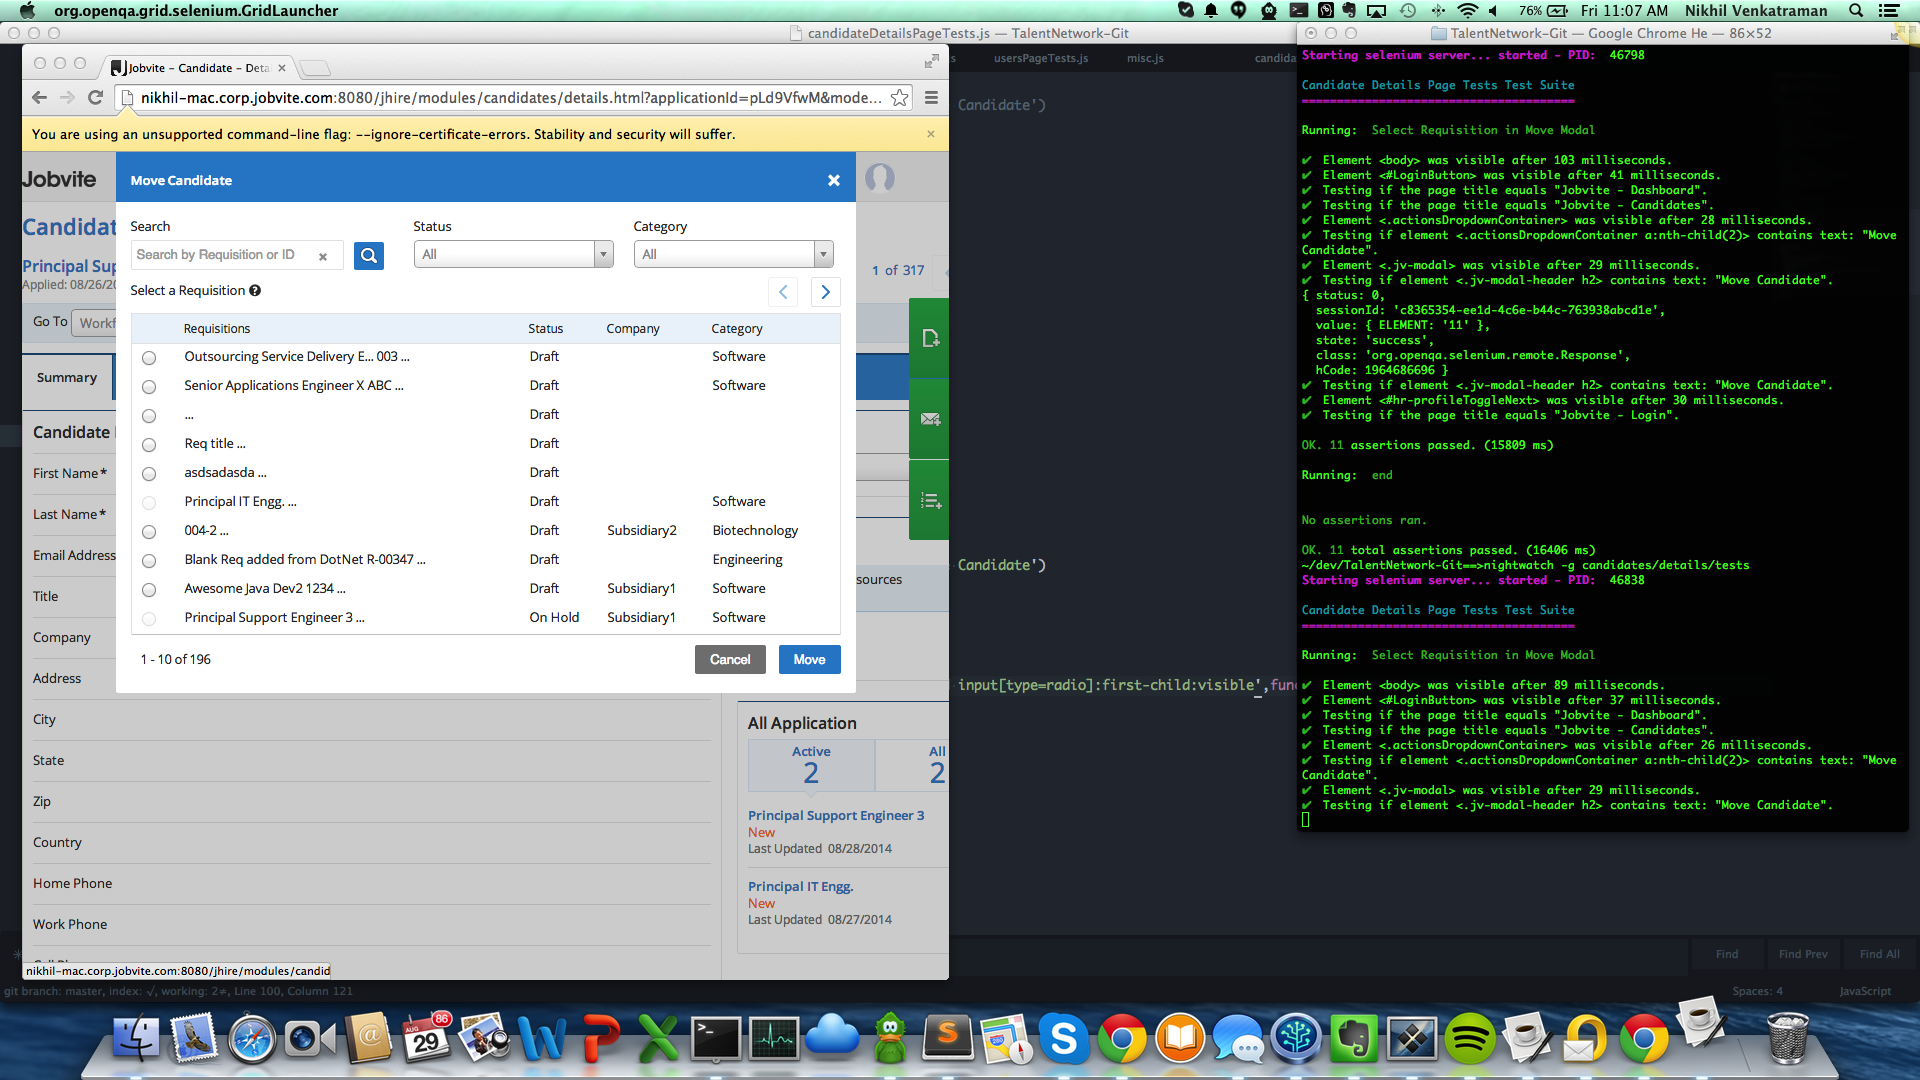 org.openqa.grid.selenium.GridLauncher
76%
Fri 11:07 AM
Nikhil Venkatraman
candidateDetailsPageTests.js — TalentNetwork-Git
Jobvite - Candidate - Deta
nikhil-mac.corp.jobvite.com:8080/jhire/modules/candidates/details.html?applicationId=pLd9VfwM&mode...
You are using an unsupported command-line flag: --ignore-certificate-errors. Stability and security will suffer.
Jobvite
Candidat
Principal Sup
Applied: 08/26/20
Go To
Workf
1 of 317
Summary
Candidate
First Name*
Last Name*
Email Address
Title
Company
Address
City
State
Zip
Country
Home Phone
Work Phone
nikhil-mac.corp.jobvite.com:8080/jhire/modules/candid
Move Candidate
Search
Status
Category
Search by Requisition or ID
All
All
Select a Requisition
Requisitions Status Company Category
Outsourcing Service Delivery E... 003 ... Draft Software
Senior Applications Engineer X ABC ... Draft Software
... Draft
Req title ... Draft
asdsadasda ... Draft
Principal IT Engg. ... Draft Software
004-2 ... Draft Subsidiary2 Biotechnology
Blank Req added from DotNet R-00347 ... Draft Engineering
Awesome Java Dev2 1234 ... Draft Subsidiary1 Software
Principal Support Engineer 3 ... On Hold Subsidiary1 Software
1 - 10 of 196
Cancel
Move
sources
All Application
Active
2
All
2
Principal Support Engineer 3
New
Last Updated 08/28/2014
Principal IT Engg.
New
Last Updated 08/27/2014
s
usersPageTests.js
misc.js
candida
Candidate')
Candidate')
input[type=radio]:first-child:visible',func
Find
Find Prev
Find All
git branch: master, index: √, working: 2≠, Line 100, Column 121
Spaces: 4
JavaScript
TalentNetwork-Git — Google Chrome He — 86×52
Starting selenium server... started - PID: 46798
Candidate Details Page Tests Test Suite
=======================================
Running: Select Requisition in Move Modal
✔ Element <body> was visible after 103 milliseconds.
✔ Element <#LoginButton> was visible after 41 milliseconds.
✔ Testing if the page title equals "Jobvite - Dashboard".
✔ Testing if the page title equals "Jobvite - Candidates".
✔ Element <.actionsDropdownContainer> was visible after 28 milliseconds.
✔ Testing if element <.actionsDropdownContainer a:nth-child(2)> contains text: "Move
Candidate".
✔ Element <.jv-modal> was visible after 29 milliseconds.
✔ Testing if element <.jv-modal-header h2> contains text: "Move Candidate".
{ status: 0,
sessionId: 'c8365354-ee1d-4c6e-b44c-763938abcd1e',
value: { ELEMENT: '11' },
state: 'success',
class: 'org.openqa.selenium.remote.Response',
hCode: 1964686696 }
✔ Testing if element <.jv-modal-header h2> contains text: "Move Candidate".
✔ Element <#hr-profileToggleNext> was visible after 30 milliseconds.
✔ Testing if the page title equals "Jobvite - Login".
OK. 11 assertions passed. (15809 ms)
Running: end
No assertions ran.
OK. 11 total assertions passed. (16406 ms)
~/dev/TalentNetwork-Git==>nightwatch -g candidates/details/tests
Starting selenium server... started - PID: 46838
Candidate Details Page Tests Test Suite
=======================================
Running: Select Requisition in Move Modal
✔ Element <body> was visible after 89 milliseconds.
✔ Element <#LoginButton> was visible after 37 milliseconds.
✔ Testing if the page title equals "Jobvite - Dashboard".
✔ Testing if the page title equals "Jobvite - Candidates".
✔ Element <.actionsDropdownContainer> was visible after 26 milliseconds.
✔ Testing if element <.actionsDropdownContainer a:nth-child(2)> contains text: "Move
Candidate".
✔ Element <.jv-modal> was visible after 29 milliseconds.
✔ Testing if element <.jv-modal-header h2> contains text: "Move Candidate".
AUG
29
86